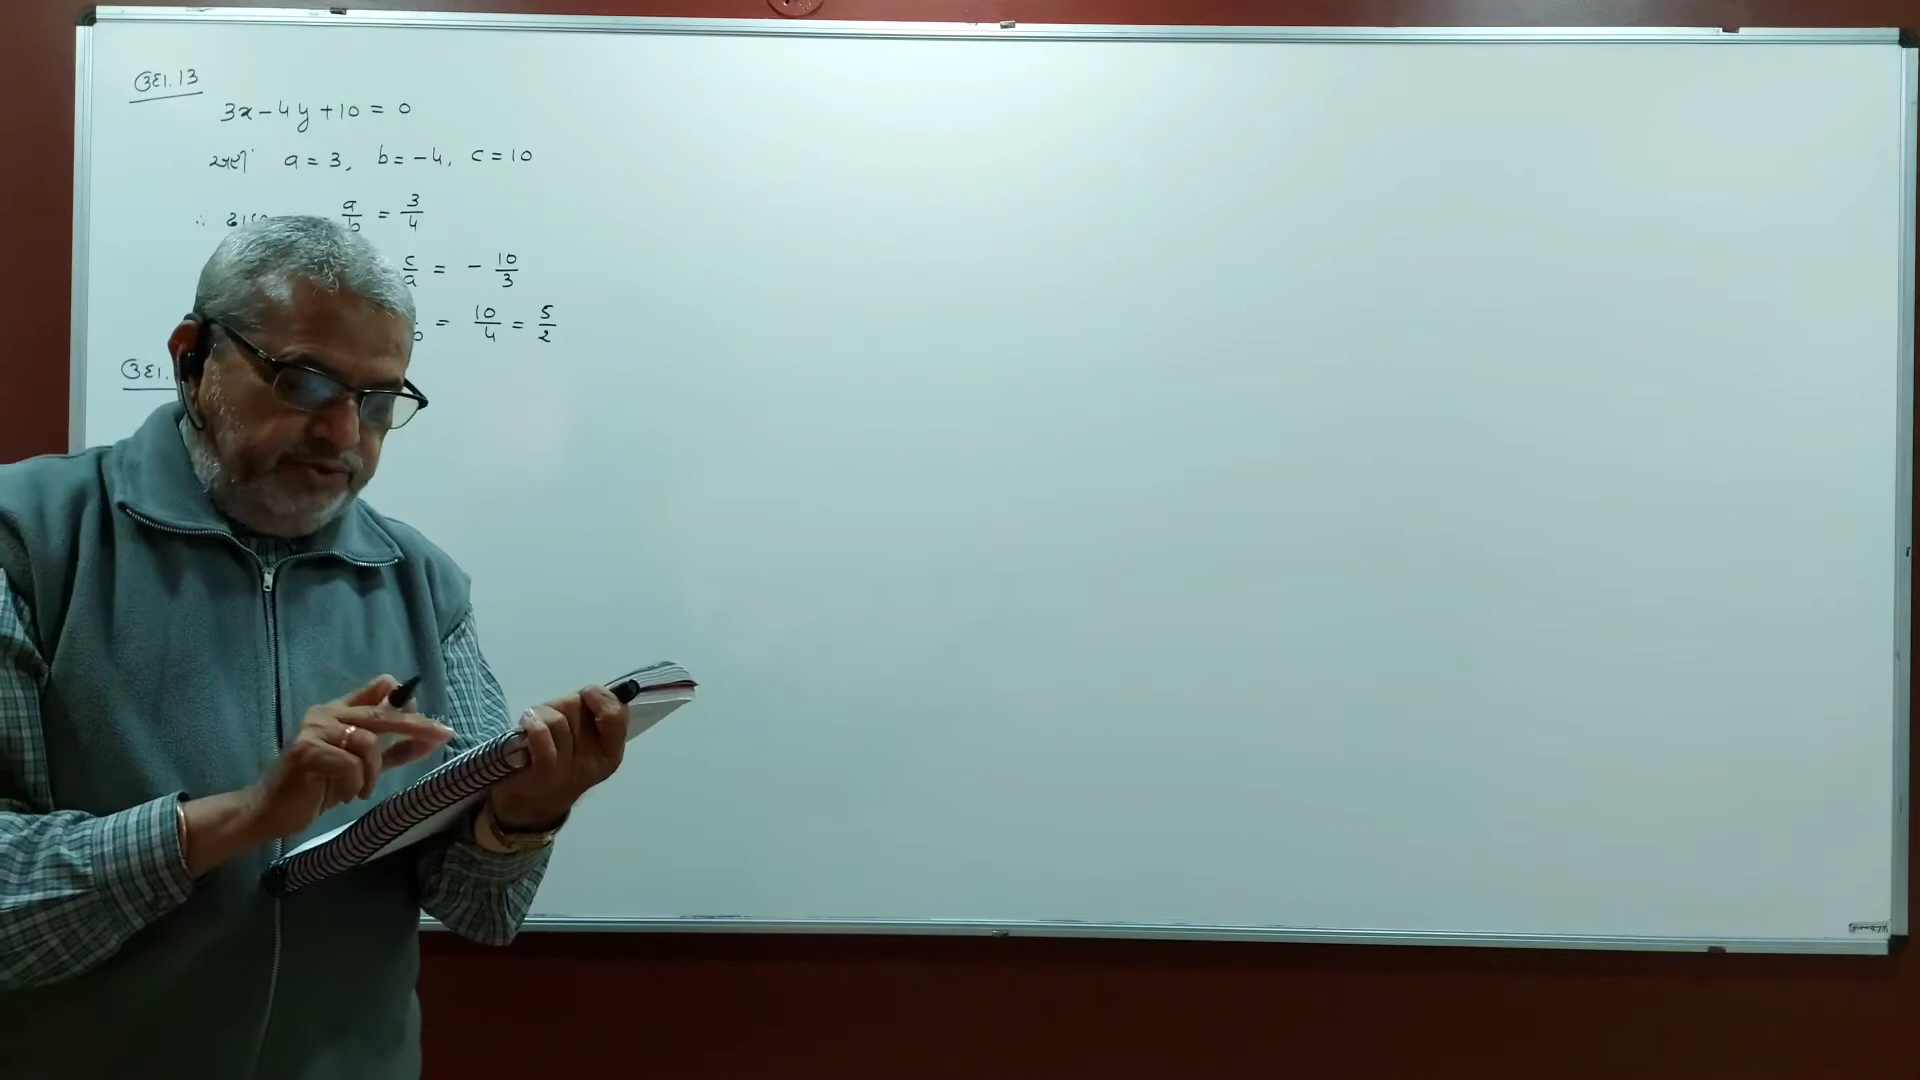 ઉદા.13
3x - 4y + 10 = 0
અહીં a = 3, b = -4, c = 10
∴ a/b = 3/4
c/a = - 10/3
b = 10/4 = 5/2
ઉદા.